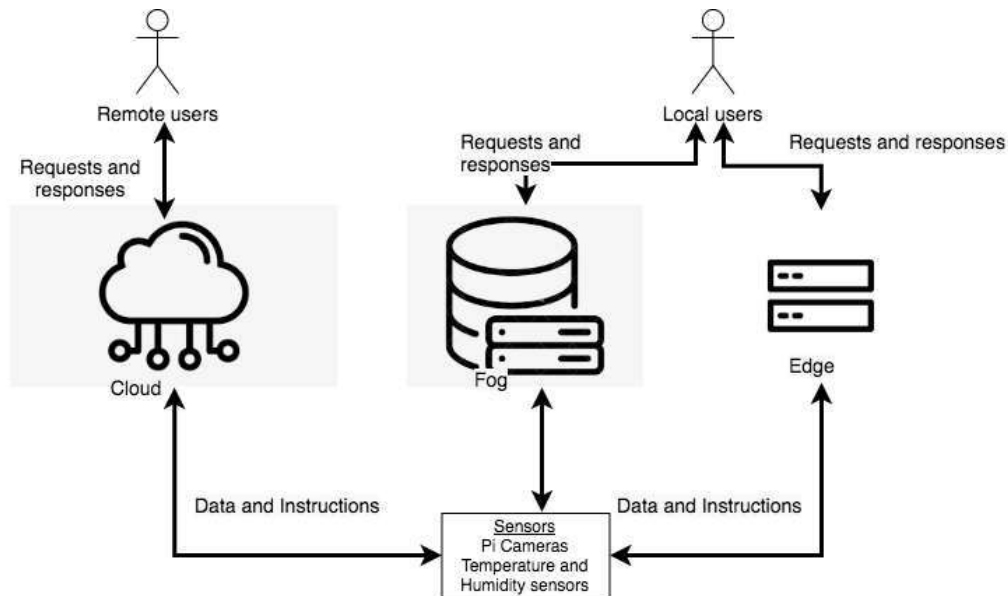 Remote users
Local users
Requests and
responses
Requests and
responses
Requests and responses
Cloud
Fog
Edge
Data and Instructions
Data and Instructions
Sensors
Pi Cameras
Temperature and
Humidity sensors